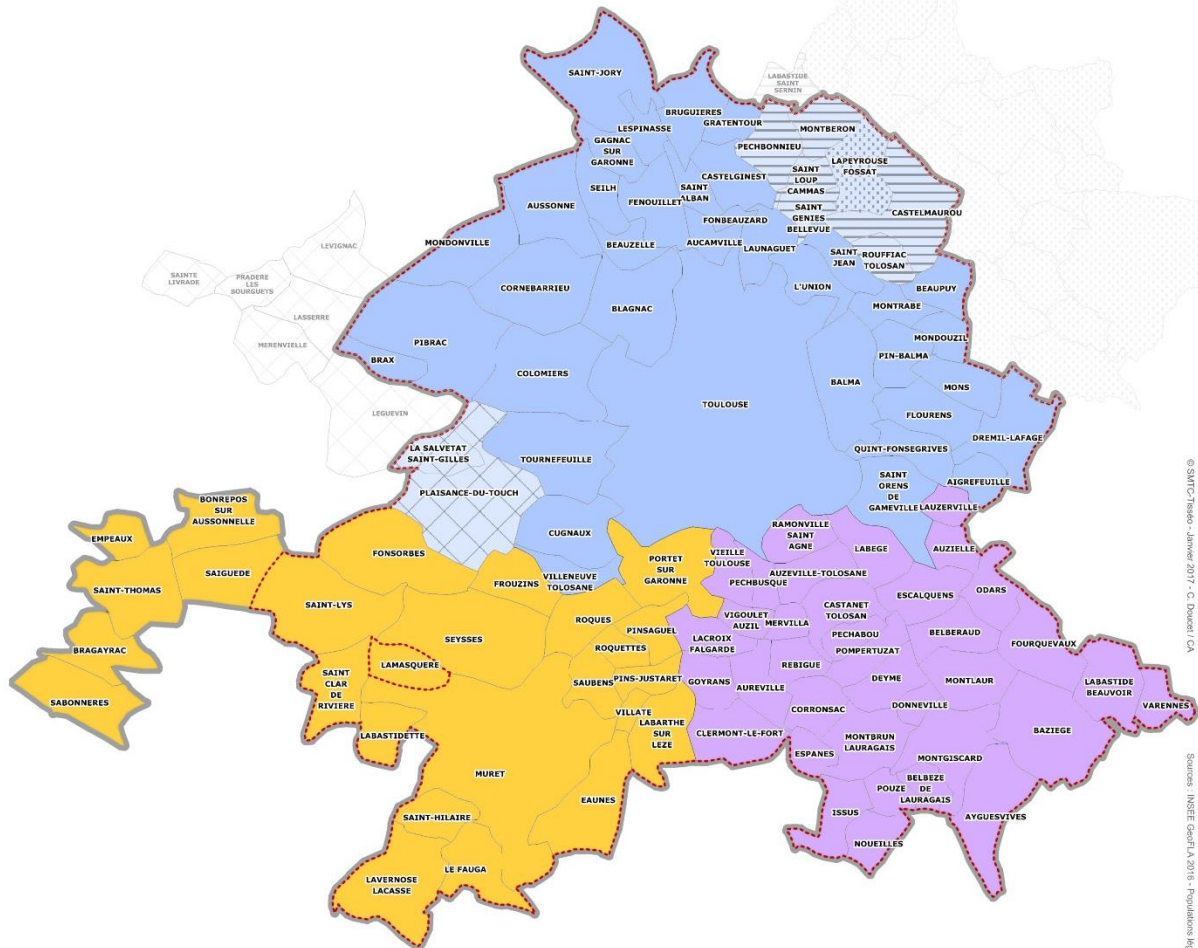 SAINT-JORY
LABASTIDE
SAINT
SERNIN
BRUGUIERES
GRATENTOUR
LESPINASSE
MONTBERON
GAGNAC
SUR
GARONNE
PECHBONNIEU
LAPEYROUSE
FOSSAT
SAINT
LOUP
CAMMAS
CASTELGINEST
SEILH
SAINT
ALBAN
FENOUILLET
AUSSONNE
SAINT
GENIES
BELLEVUE
CASTELMAUROU
FONBEAUZARD
MONDONVILLE
BEAUZELLE
AUCAMVILLE
LAUNAGUET
LEVIGNAC
SAINT
JEAN
ROUFFIAC
TOLOSAN
SAINTE
LIVRADE
PRADERE
LES
BOURGUETS
CORNEBARRIEU
L'UNION
BEAUPUY
MONTRABE
BLAGNAC
LASSERRE
MERENVIELLE
PIBRAC
MONDOUZIL
PIN-BALMA
BRAX
COLOMIERS
BALMA
MONS
LEGUEVIN
TOULOUSE
FLOURENS
DREMIL-LAFAGE
LA SALVETAT
SAINT-GILLES
TOURNEFEUILLE
QUINT-FONSEGRIVES
PLAISANCE-DU-TOUCH
SAINT
ORENS
DE
GAMEVILLE
AIGREFEUILLE
LAUZERVILLE
BONREPOS
SUR
AUSSONNELLE
EMPEAUX
FONSORBES
CUGNAUX
RAMONVILLE
SAINT
AGNE
LABEGE
AUZIELLE
PORTET
SUR
GARONNE
VIEILLE
TOULOUSE
SAIGUEDE
SAINT-THOMAS
FROUZINS
VILLENEUVE
TOLOSANE
PECHBUSQUE
AUZEVILLE-TOLOSANE
ESCALQUENS
ODARS
SAINT-LYS
ROQUES
PINSAGUEL
VIGOULET
AUZIL
MERVILLA
CASTANET
TOLOSAN
PECHABOU
BELBERAUD
FOURQUEVAUX
SEYSSES
LACROIX
FALGARDE
BRAGAYRAC
LAMASQUERE
ROQUETTES
POMPERTUZAT
REBIGUE
SAINT
CLAR
DE
RIVIERE
SAUBENS
PINS-JUSTARET
GOYRANS
AUREVILLE
DEYME
MONTLAUR
LABASTIDE
BEAUVOIR
VARENNES
SABONNERES
CORRONSAC
DONNEVILLE
VILLATE
LABARTHE
SUR
LEZE
LABASTIDETTE
CLERMONT-LE-FORT
BAZIEGE
MONTBRUN
LAURAGAIS
ESPANES
MONTGISCARD
MURET
BELBEZE
DE
LAURAGAIS
POUZE
EAUNES
ISSUS
AYGUESVIVES
SAINT-HILAIRE
NOUEILLES
LE FAUGA
LAVERNOSE
LACASSE
© SMTC-Tisséo - Janvier 2017 - C. Doucet / CA
Sources : INSEE GeoFLA 2016 - Populations